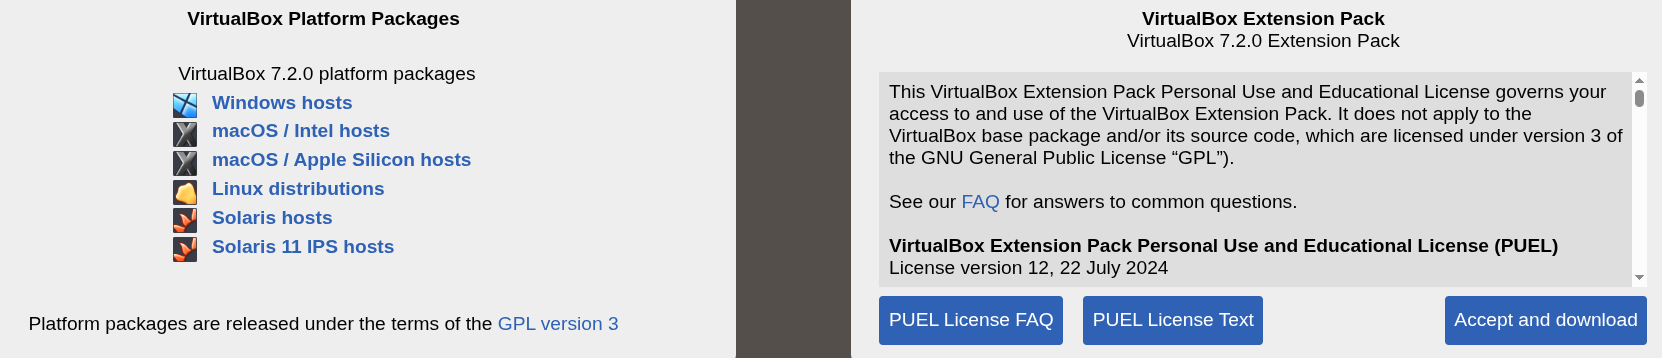 VirtualBox Platform Packages
VirtualBox 7.2.0 platform packages
Windows hosts
macOS / Intel hosts
macOS / Apple Silicon hosts
Linux distributions
Solaris hosts
Solaris 11 IPS hosts
Platform packages are released under the terms of the GPL version 3
VirtualBox Extension Pack
VirtualBox 7.2.0 Extension Pack
This VirtualBox Extension Pack Personal Use and Educational License governs your
access to and use of the VirtualBox Extension Pack. It does not apply to the
VirtualBox base package and/or its source code, which are licensed under version 3 of
the GNU General Public License “GPL”).
See our FAQ for answers to common questions.
VirtualBox Extension Pack Personal Use and Educational License (PUEL)
License version 12, 22 July 2024
PUEL License FAQ
PUEL License Text
Accept and download